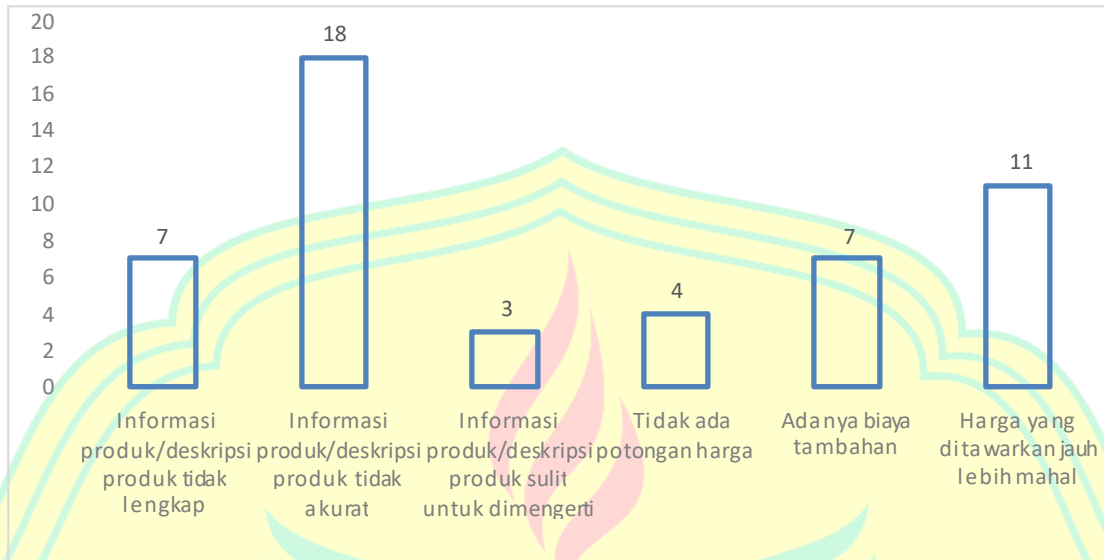 20
18
16
14
12
10
8
6
4
2
0
7
18
3
4
7
11
Informasi
produk/deskripsi
produk tidak
lengkap
Informasi
produk/deskripsi
produk tidak
akurat
Informasi
produk/deskripsi
produk sulit
untuk dimengerti
Tidak ada
potongan harga
Adanya biaya
tambahan
Harga yang
ditawarkan jauh
lebih mahal